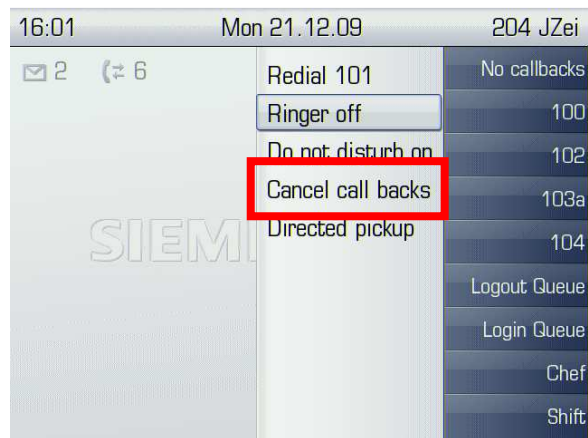 16:01 Mon 21.12.09 204 JZei
2 6
Redial 101
Ringer off
Do not disturb on
Cancel call backs
Directed pickup
No callbacks
100
102
103a
104
Logout Queue
Login Queue
Chef
Shift
SIEM